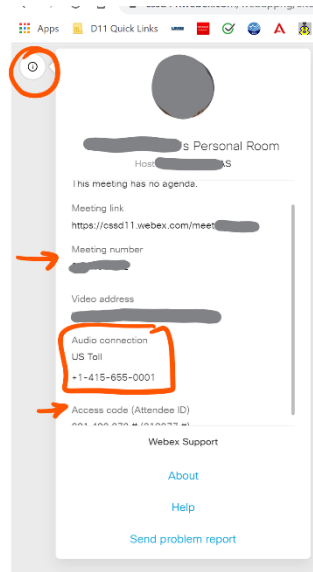 Apps D11 Quick Links
's Personal Room
Host
AS
This meeting has no agenda.
Meeting link
https://cssd11.webex.com/meet
Meeting number
Video address
Audio connection
US Toll
+1-415-655-0001
Access code (Attendee ID)
Webex Support
About
Help
Send problem report